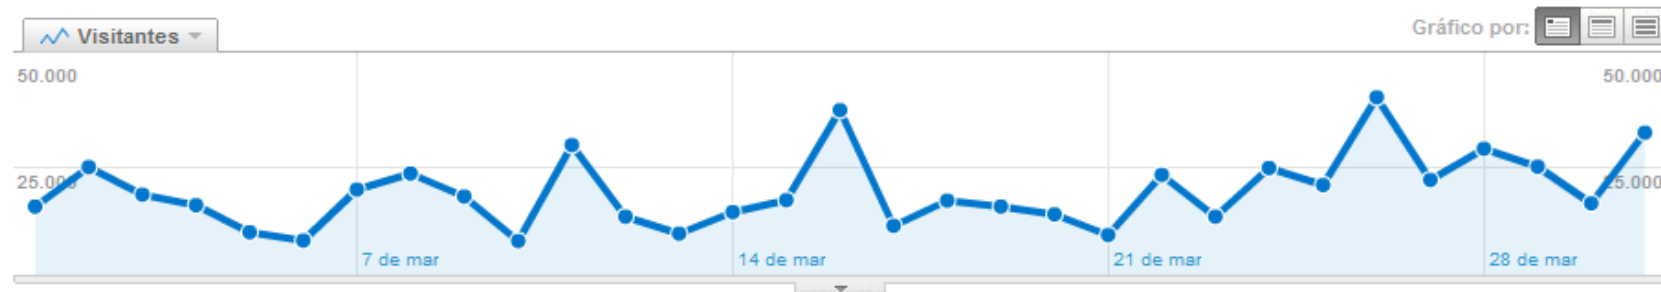 Visitantes
Gráfico por:
50.000
50.000
25.000
25.000
7 de mar
14 de mar
21 de mar
28 de mar